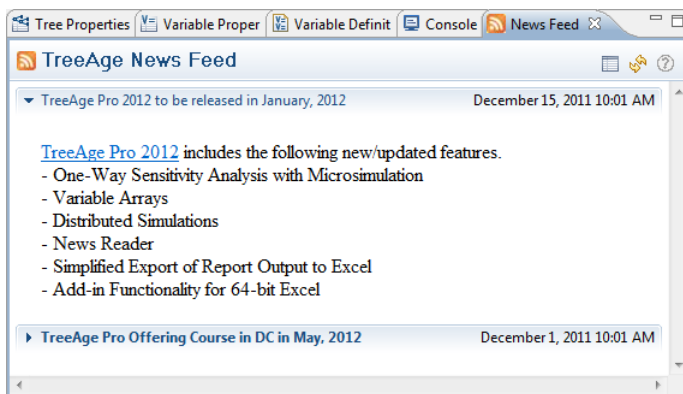 Tree Properties Variable Proper Variable Definit Console News Feed
TreeAge News Feed
TreeAge Pro 2012 to be released in January, 2012 December 15, 2011 10:01 AM
TreeAge Pro 2012 includes the following new/updated features.
- One-Way Sensitivity Analysis with Microsimulation
- Variable Arrays
- Distributed Simulations
- News Reader
- Simplified Export of Report Output to Excel
- Add-in Functionality for 64-bit Excel
TreeAge Pro Offering Course in DC in May, 2012 December 1, 2011 10:01 AM